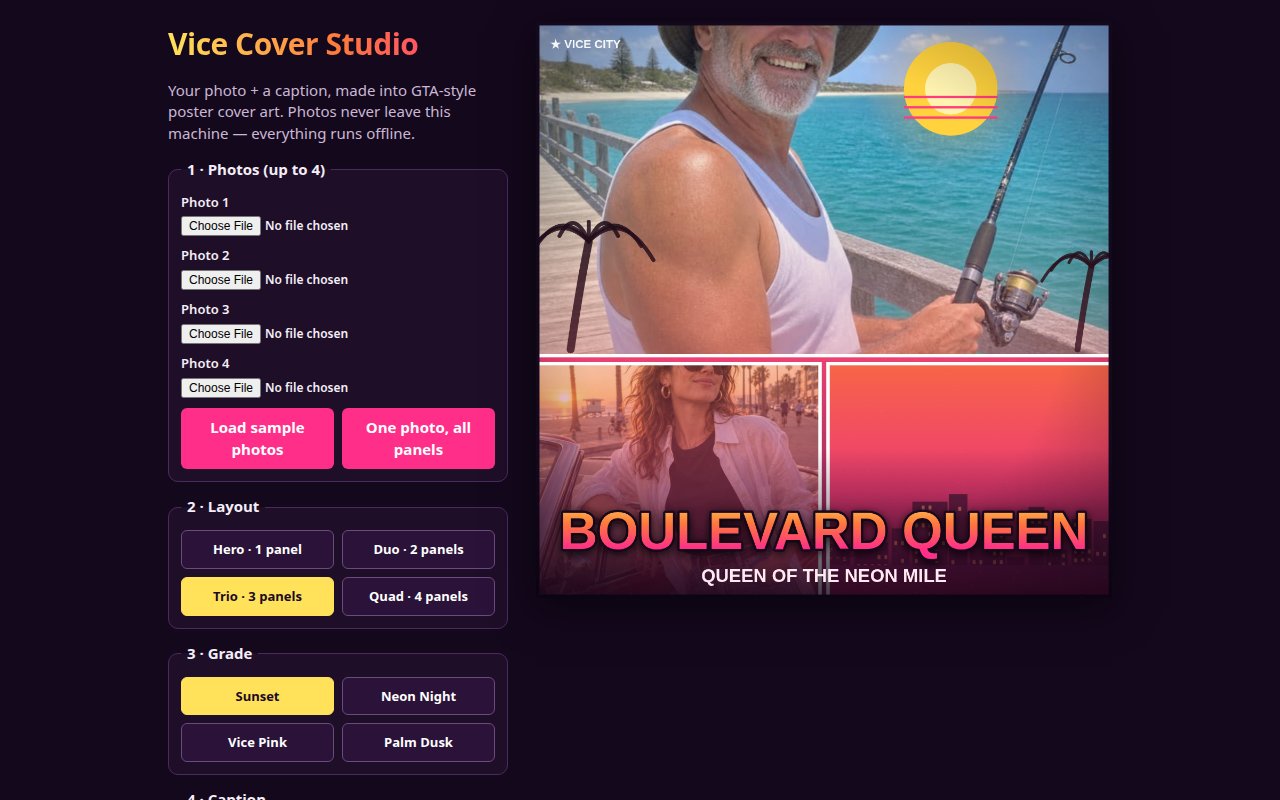 Vice Cover Studio
Your photo + a caption, made into GTA-style
poster cover art. Photos never leave this
machine — everything runs offline.
1 · Photos (up to 4)
Photo 1
Choose File No file chosen
Photo 2
Choose File No file chosen
Photo 3
Choose File No file chosen
Photo 4
Choose File No file chosen
Load sample
photos
One photo, all
panels
2 · Layout
Hero · 1 panel
Duo · 2 panels
Trio · 3 panels
Quad · 4 panels
3 · Grade
Sunset
Neon Night
Vice Pink
Palm Dusk
4 · Caption
★ VICE CITY
BOULEVARD QUEEN
QUEEN OF THE NEON MILE